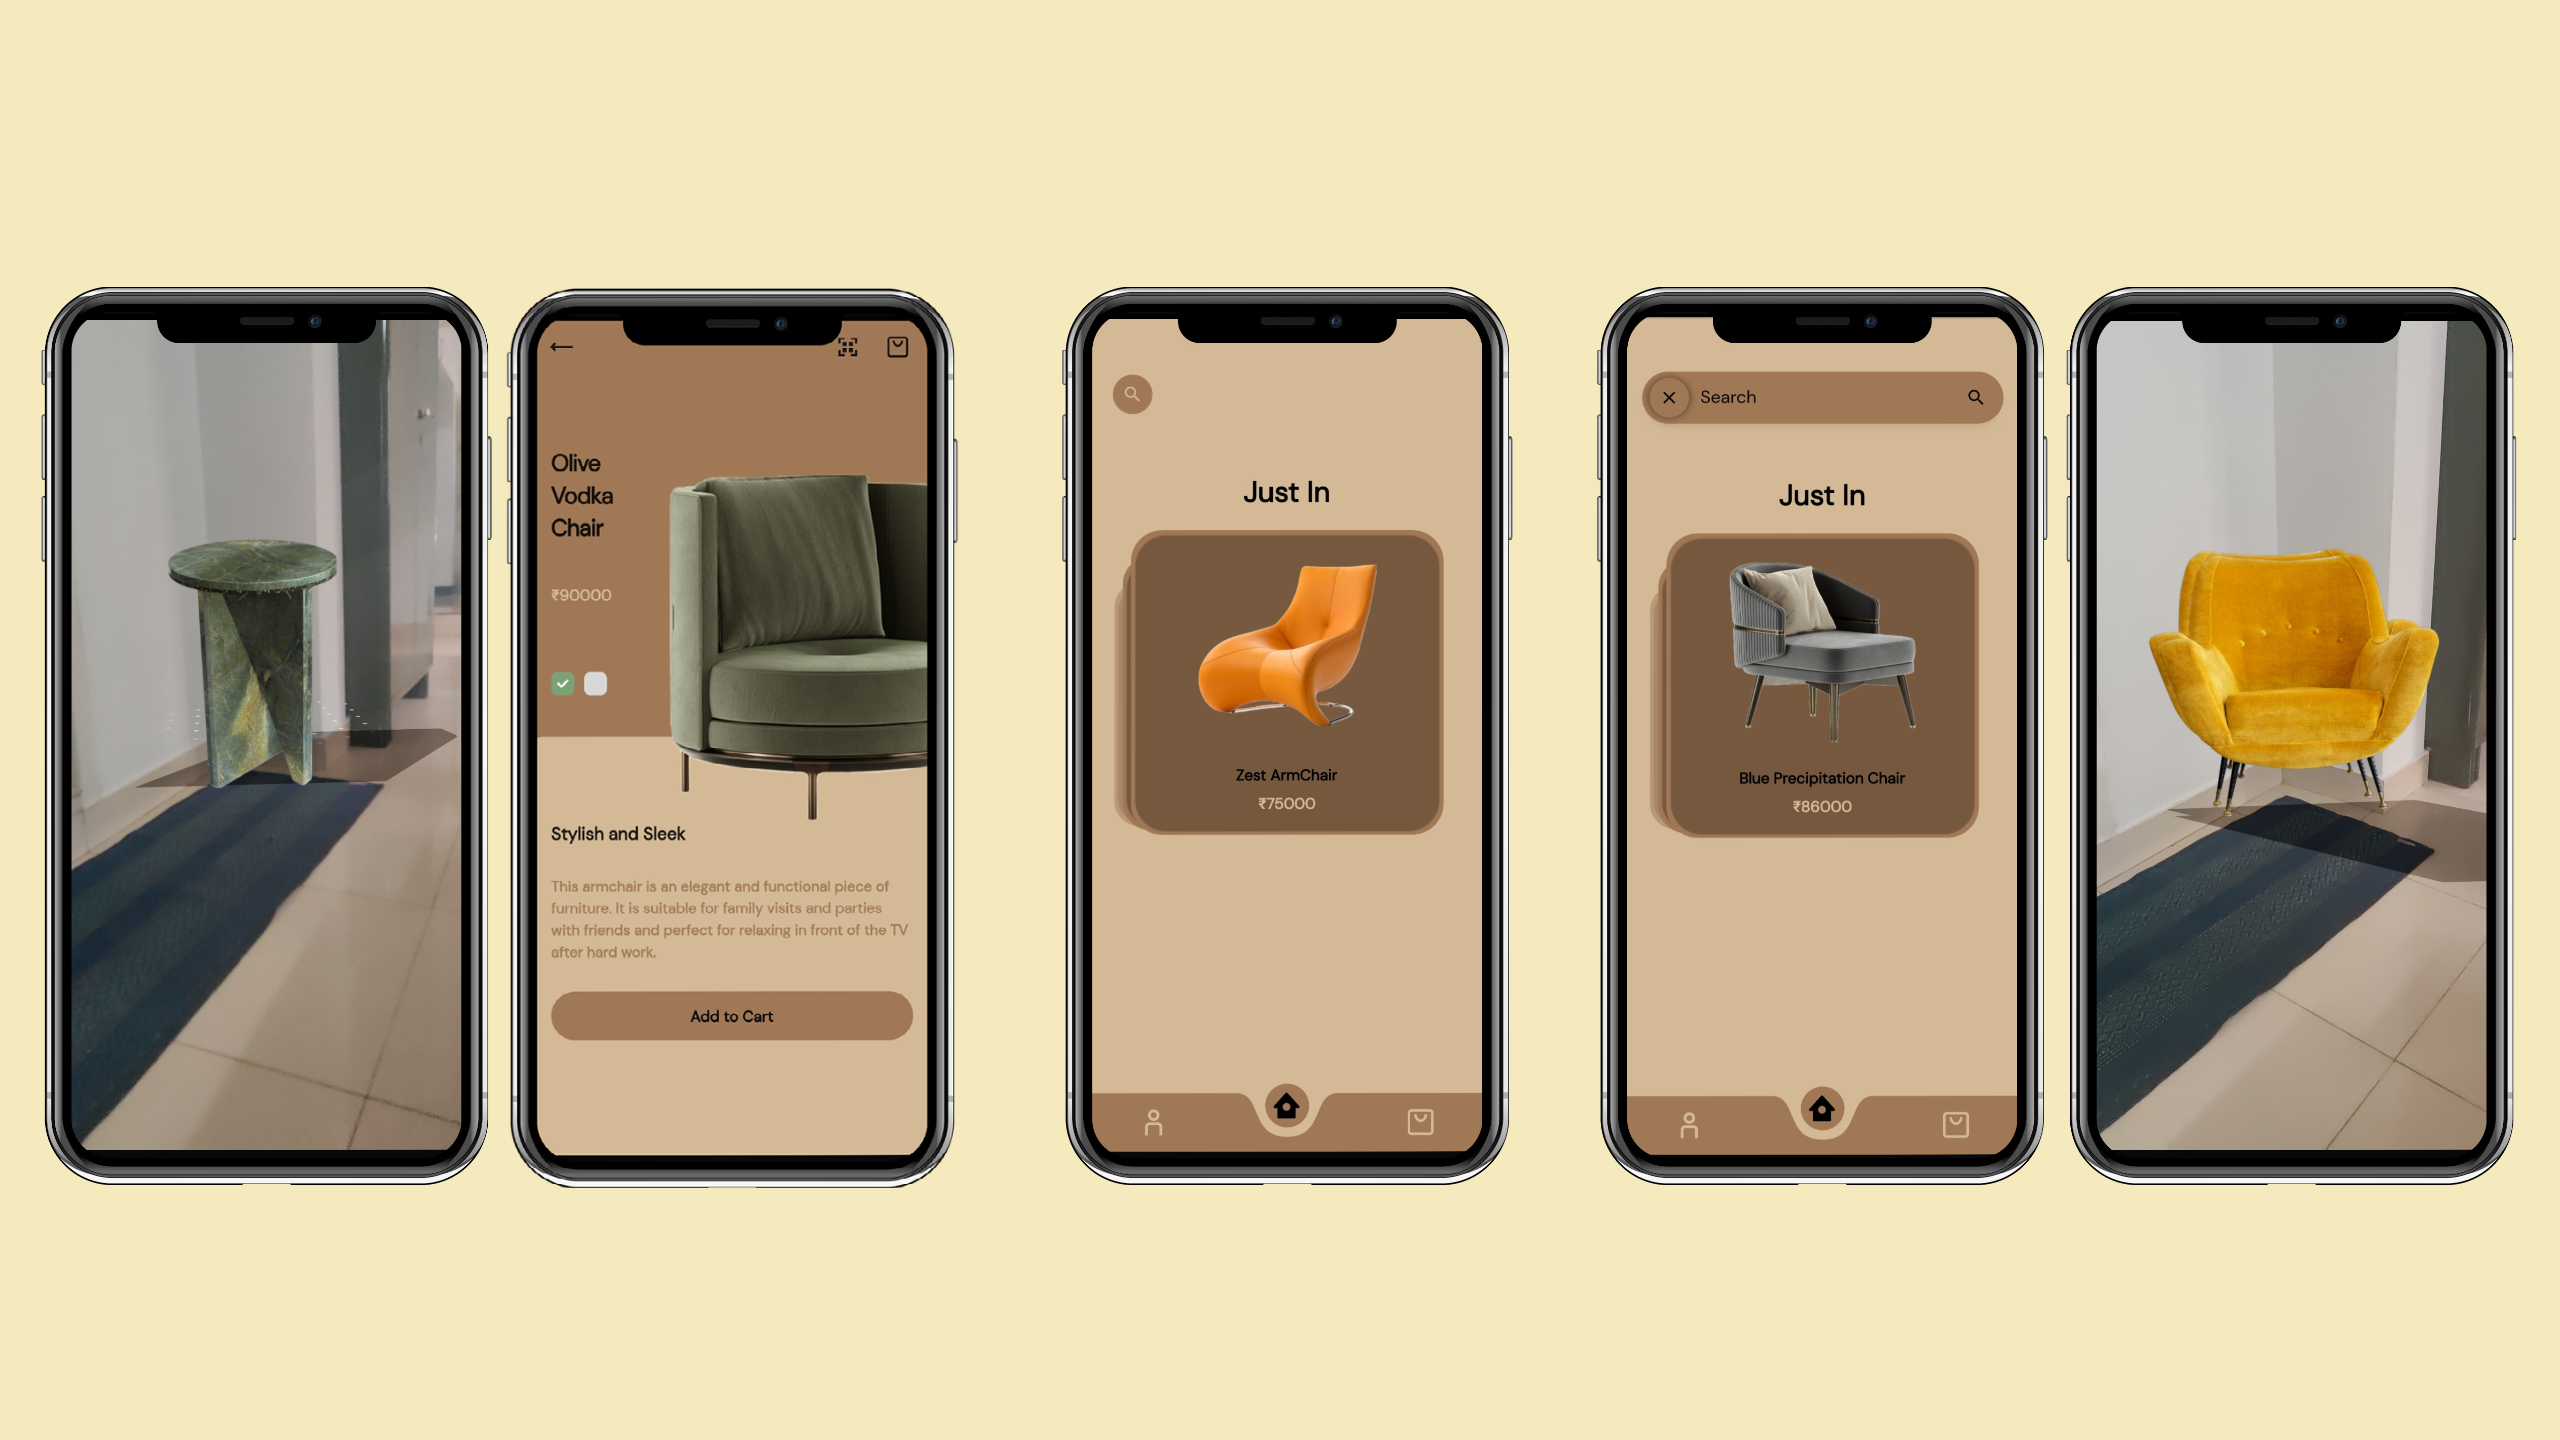 Olive
Vodka
Chair
₹90000
Stylish and Sleek
This armchair is an elegant and functional piece of
furniture. It is suitable for family visits and parties
with friends and perfect for relaxing in front of the TV
after hard work.
Add to Cart
Just In
Zest ArmChair
₹75000
Search
Just In
Blue Precipitation Chair
₹86000